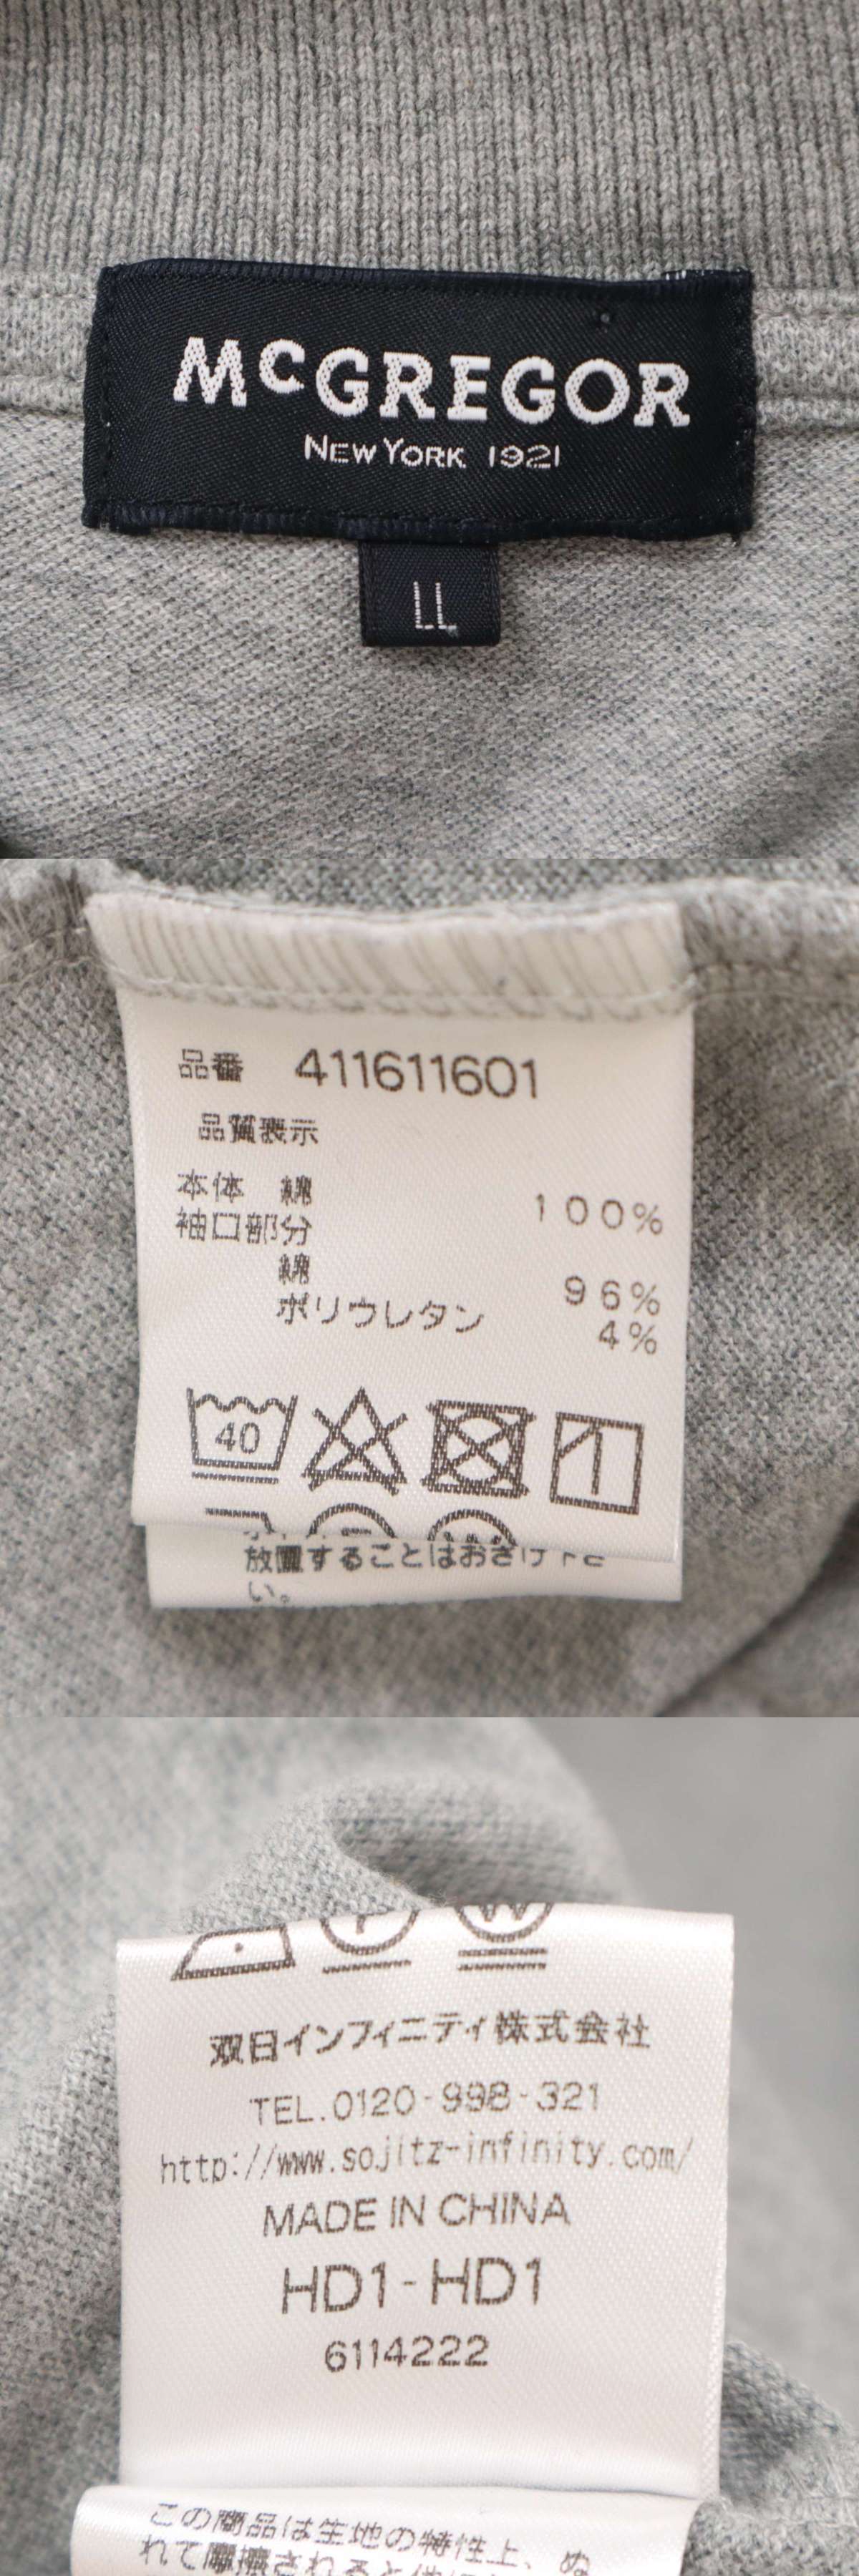 McGREGOR
NEW YORK 1921
LL
品番 411611601
品質表示
本体 綿 100%
袖口部分
綿 96%
ポリウレタン 4%
40
放置することはおさけ下さ
い。
双日インフィニティ株式会社
TEL.0120-998-321
http://www.sojitz-infinity.com/
MADE IN CHINA
HD1-HD1
6114222
この商品は生地の特性上、ぬ
れて摩擦されると他に